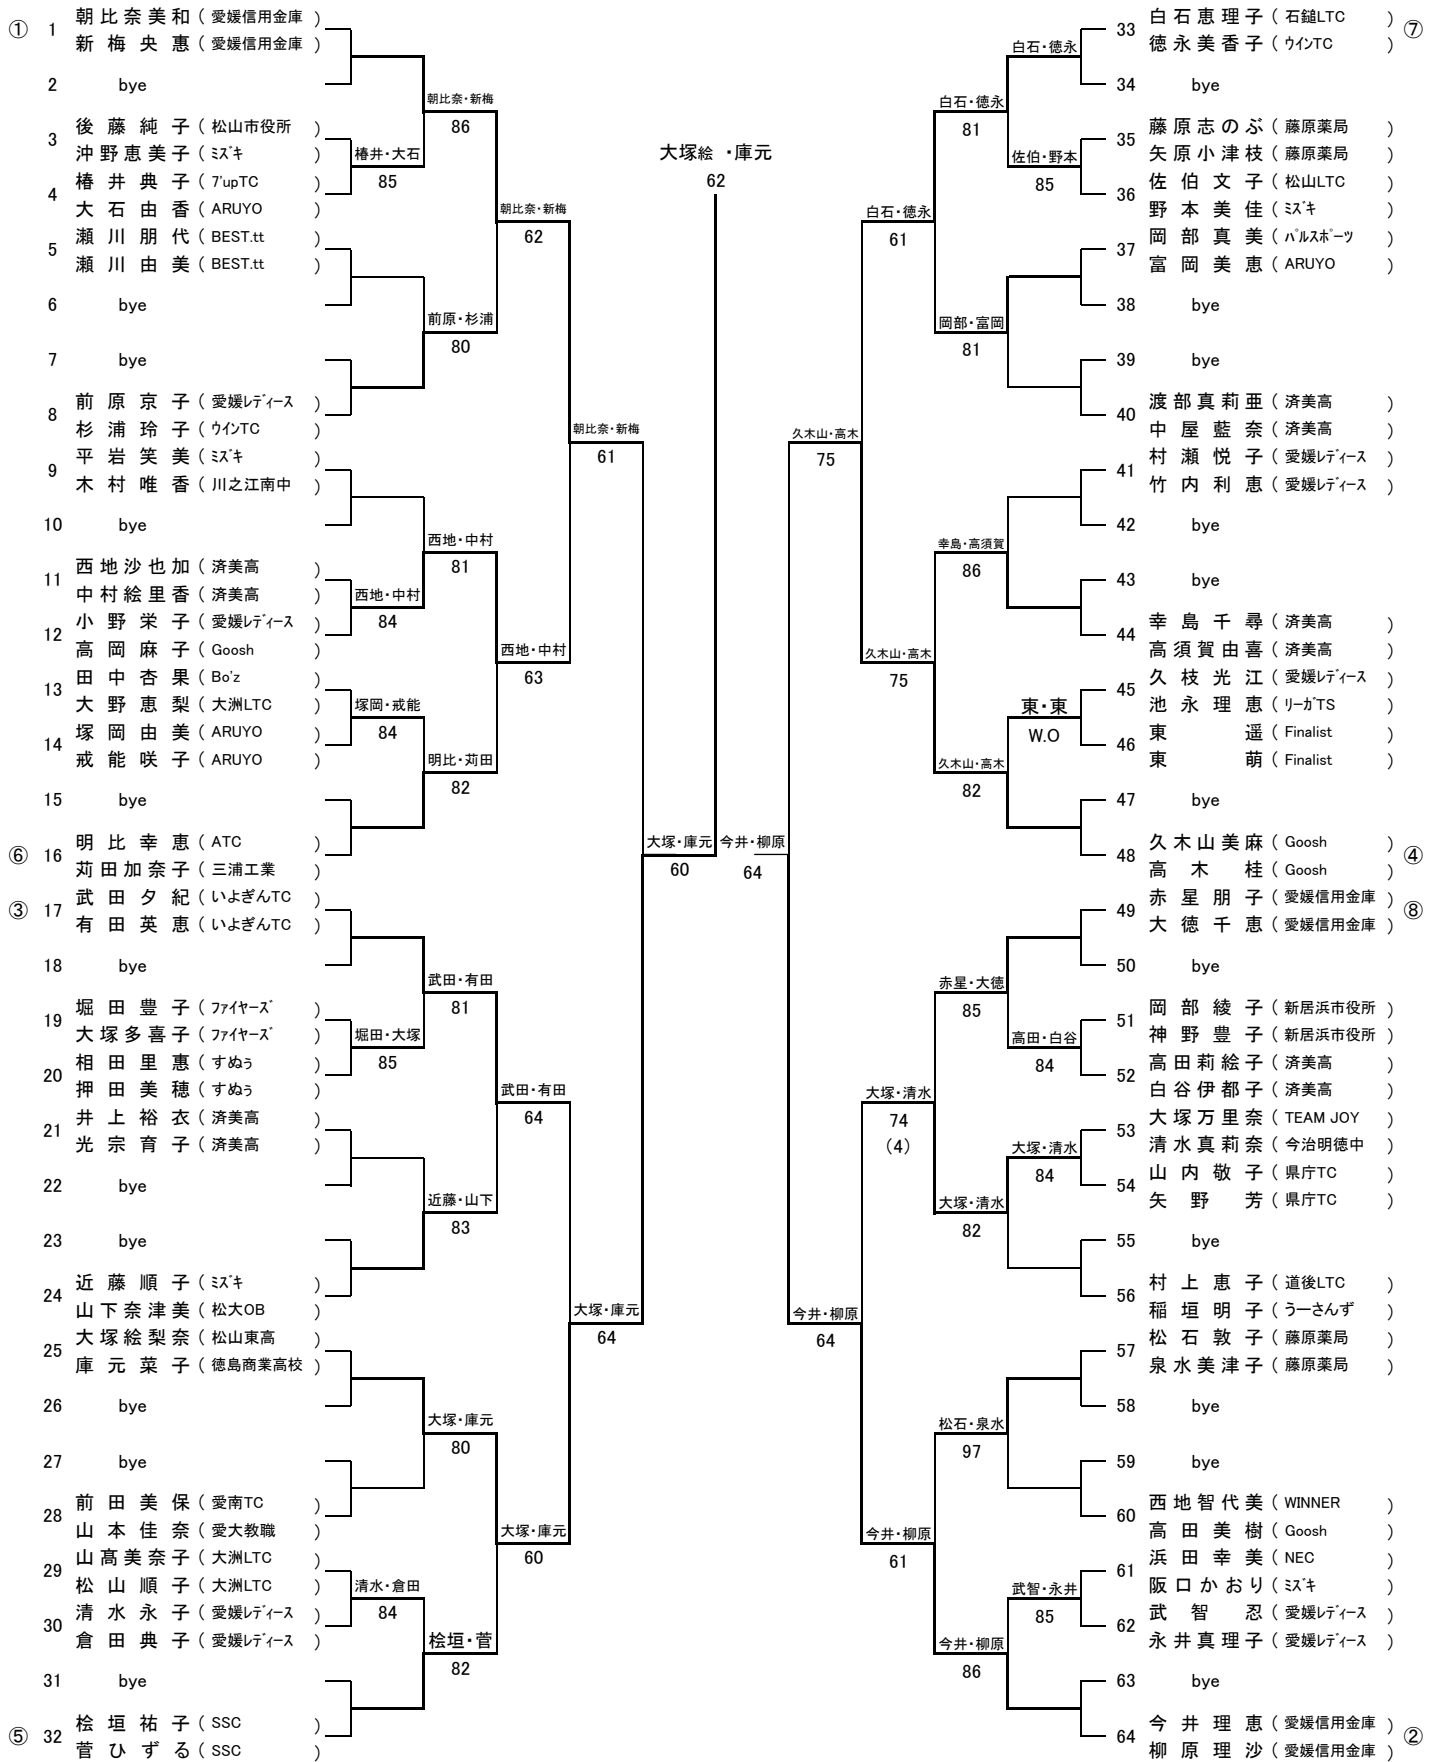 ① 1 朝比奈美和 ( 愛媛信用金庫 )
新梅央惠 ( 愛媛信用金庫 )
2 bye
3 後藤純子 ( 松山市役所 )
沖野恵美子 ( ミズキ )
4 椿井典子 ( 7'upTC )
大石由香 ( ARUYO )
5 瀬川朋代 ( BEST.tt )
瀬川由美 ( BEST.tt )
6 bye
7 bye
8 前原京子 ( 愛媛レディース )
杉浦玲子 ( ウインTC )
9 平岩笑美 ( ミズキ )
木村唯香 ( 川之江南中 )
10 bye
11 西地沙也加 ( 済美高 )
中村絵里香 ( 済美高 )
12 小野栄子 ( 愛媛レディース )
高岡麻子 ( Goosh )
13 田中杏果 ( Bo'z )
大野恵梨 ( 大洲LTC )
14 塚岡由美 ( ARUYO )
戒能咲子 ( ARUYO )
15 bye
⑥ 16 明比幸恵 ( ATC )
苅田加奈子 ( 三浦工業 )
③ 17 武田夕紀 ( いよぎんTC )
有田英恵 ( いよぎんTC )
18 bye
19 堀田豊子 ( ファイヤーズ )
大塚多喜子 ( ファイヤーズ )
20 相田里惠 ( すぬぅ )
押田美穂 ( すぬぅ )
21 井上裕衣 ( 済美高 )
光宗育子 ( 済美高 )
22 bye
23 bye
24 近藤順子 ( ミズキ )
山下奈津美 ( 松大OB )
25 大塚絵梨奈 ( 松山東高 )
庫元菜子 ( 徳島商業高校 )
26 bye
27 bye
28 前田美保 ( 愛南TC )
山本佳奈 ( 愛大教職 )
29 山髙美奈子 ( 大洲LTC )
松山順子 ( 大洲LTC )
30 清水永子 ( 愛媛レディース )
倉田典子 ( 愛媛レディース )
31 bye
⑤ 32 桧垣祐子 ( SSC )
菅ひずる ( SSC )
椿井・大石
85
西地・中村
84
塚岡・戒能
84
堀田・大塚
85
清水・倉田
84
朝比奈・新梅
86
前原・杉浦
80
西地・中村
81
明比・苅田
82
武田・有田
81
近藤・山下
83
大塚・庫元
80
桧垣・菅
82
朝比奈・新梅
62
西地・中村
63
武田・有田
64
大塚・庫元
60
朝比奈・新梅
61
大塚・庫元
64
大塚・庫元
60
大塚絵 ・庫元
62
今井・柳原
64
久木山・高木
75
今井・柳原
64
白石・徳永
61
久木山・高木
75
大塚・清水
74
(4)
今井・柳原
61
白石・徳永
81
岡部・富岡
81
幸島・高須賀
86
久木山・高木
82
赤星・大徳
85
大塚・清水
82
松石・泉水
97
今井・柳原
86
白石・徳永
佐伯・野本
85
東・東
W.O
高田・白谷
84
大塚・清水
84
武智・永井
85
33 白石恵理子 ( 石鎚LTC ) ⑦
徳永美香子 ( ウインTC )
34 bye
35 藤原志のぶ ( 藤原薬局 )
矢原小津枝 ( 藤原薬局 )
36 佐伯文子 ( 松山LTC )
野本美佳 ( ミズキ )
37 岡部真美 ( パルスポーツ )
富岡美恵 ( ARUYO )
38 bye
39 bye
40 渡部真莉亜 ( 済美高 )
中屋藍奈 ( 済美高 )
41 村瀬悦子 ( 愛媛レディース )
竹内利恵 ( 愛媛レディース )
42 bye
43 bye
44 幸島千尋 ( 済美高 )
高須賀由喜 ( 済美高 )
45 久枝光江 ( 愛媛レディース )
池永理恵 ( リーガTS )
46 東遥 ( Finalist )
東萌 ( Finalist )
47 bye
48 久木山美麻 ( Goosh ) ④
高木桂 ( Goosh )
49 赤星朋子 ( 愛媛信用金庫 ) ⑧
大徳千恵 ( 愛媛信用金庫 )
50 bye
51 岡部綾子 ( 新居浜市役所 )
神野豊子 ( 新居浜市役所 )
52 高田莉絵子 ( 済美高 )
白谷伊都子 ( 済美高 )
53 大塚万里奈 ( TEAM JOY )
清水真莉奈 ( 今治明徳中 )
54 山内敬子 ( 県庁TC )
矢野芳 ( 県庁TC )
55 bye
56 村上恵子 ( 道後LTC )
稲垣明子 ( うーさんず )
57 松石敦子 ( 藤原薬局 )
泉水美津子 ( 藤原薬局 )
58 bye
59 bye
60 西地智代美 ( WINNER )
高田美樹 ( Goosh )
61 浜田幸美 ( NEC )
阪口かおり ( ミズキ )
62 武智忍 ( 愛媛レディース )
永井真理子 ( 愛媛レディース )
63 bye
64 今井理恵 ( 愛媛信用金庫 ) ②
柳原理沙 ( 愛媛信用金庫 )